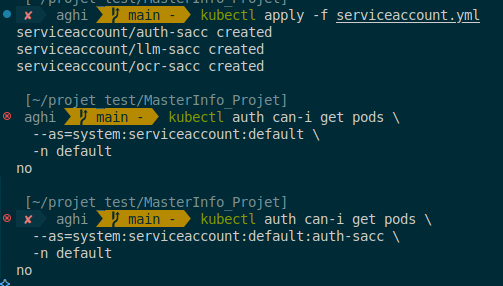 [~/projet_test/MasterInfo_Projet]
✘ aghi main - kubectl apply -f serviceaccount.yml
serviceaccount/auth-sacc created
serviceaccount/llm-sacc created
serviceaccount/ocr-sacc created
[~/projet_test/MasterInfo_Projet]
aghi main - kubectl auth can-i get pods \
--as=system:serviceaccount:default \
-n default
no
[~/projet_test/MasterInfo_Projet]
✘ aghi main - kubectl auth can-i get pods \
--as=system:serviceaccount:default:auth-sacc \
-n default
no